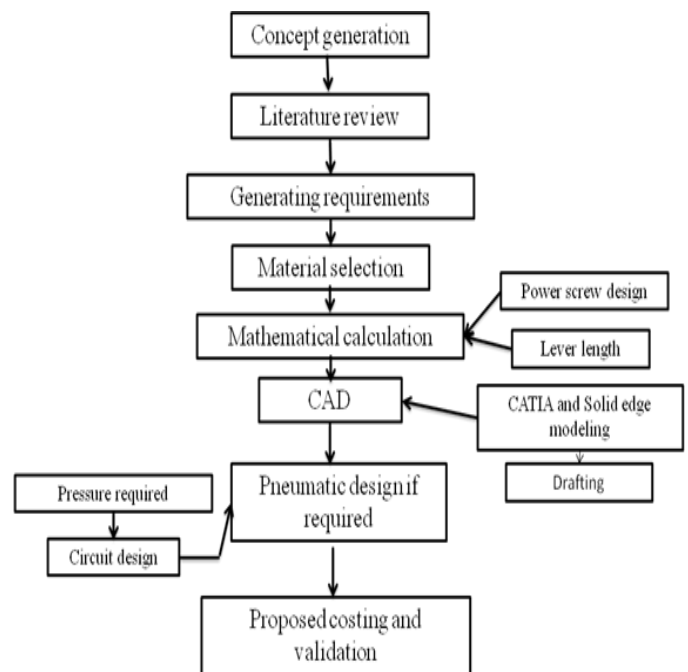 Concept generation
Literature review
Generating requirements
Material selection
Power screw design
Mathematical calculation
Lever length
CAD
CATIA and Solid edge
modeling
Drafting
Pneumatic design if
required
Pressure required
Circuit design
Proposed costing and
validation